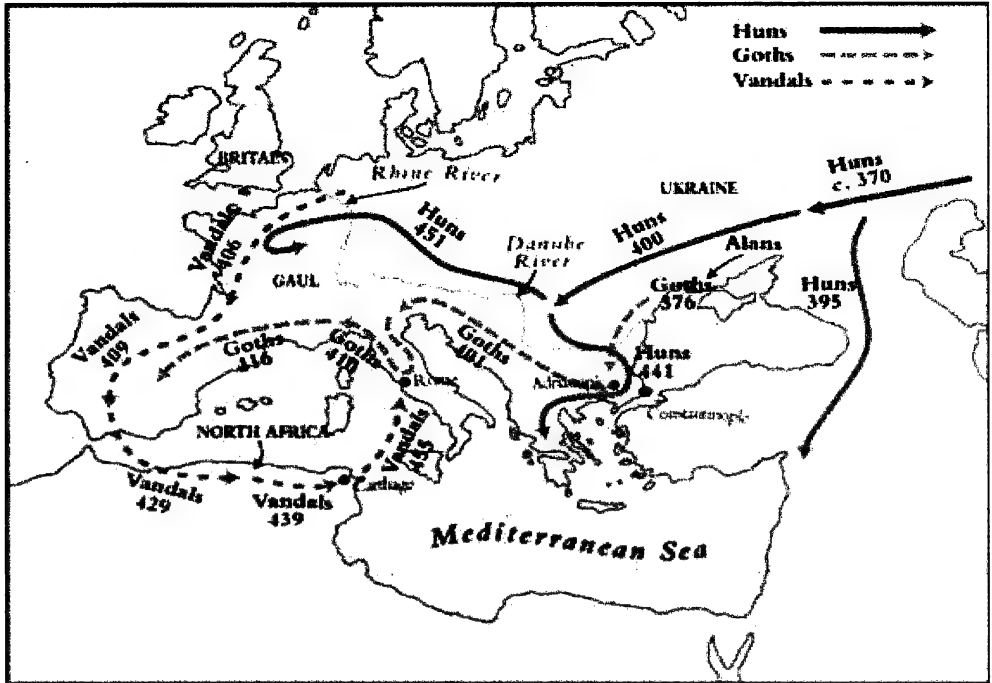 Huns
Goths
Vandals
BRITAIN
Rhine River
Huns
c. 370
UKRAINE
Vandals
406
Huns
451
Huns
400
Danube
River
Alans
GAUL
Goths
376
Huns
395
Vandals
409
Goths
416
Goths
410
Goths
401
Huns
441
Rome
Adrianople
Constantinople
NORTH AFRICA
Vandals
455
Carthage
Vandals
429
Vandals
439
Mediterranean Sea